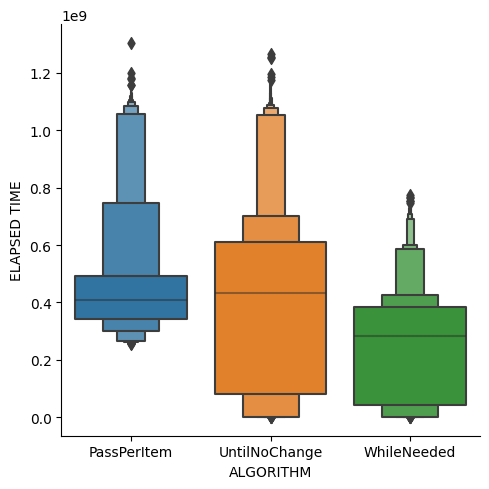 1e9
1.2
1.0
0.8
0.6
0.4
0.2
0.0
ELAPSED TIME
PassPerItem
UntilNoChange
WhileNeeded
ALGORITHM